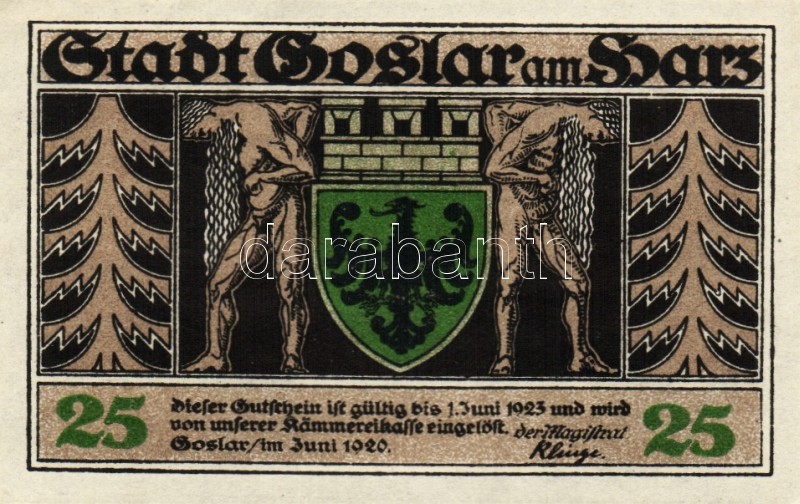 Stadt Goslar am Harz
darabanth
25
dieser Gutschein ist gültig bis 1. Juni 1923 und wird
von unserer Kämmereikasse eingelöst.
Goslar/im Juni 1920.
der Magistrat
Klinge.
25